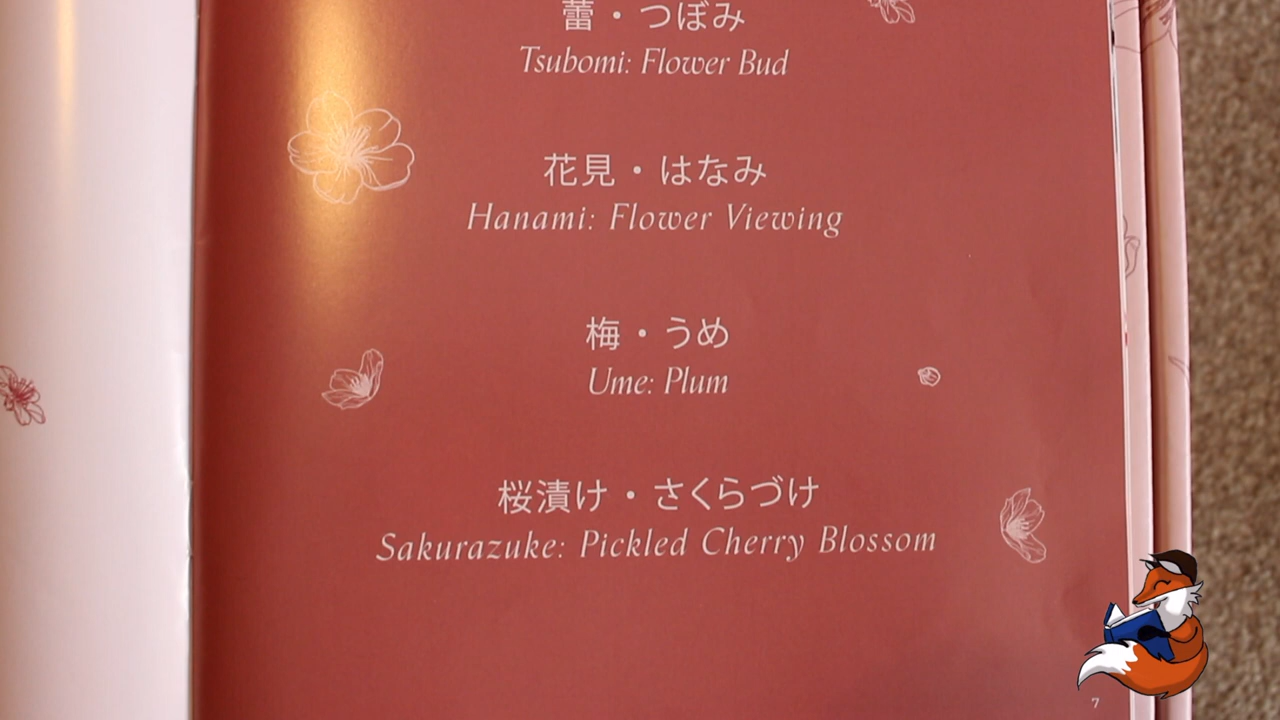 蕾・つぼみ
Tsubomi: Flower Bud
花見・はなみ
Hanami: Flower Viewing
梅・うめ
Ume: Plum
桜漬け・さくらづけ
Sakurazuke: Pickled Cherry Blossom
7